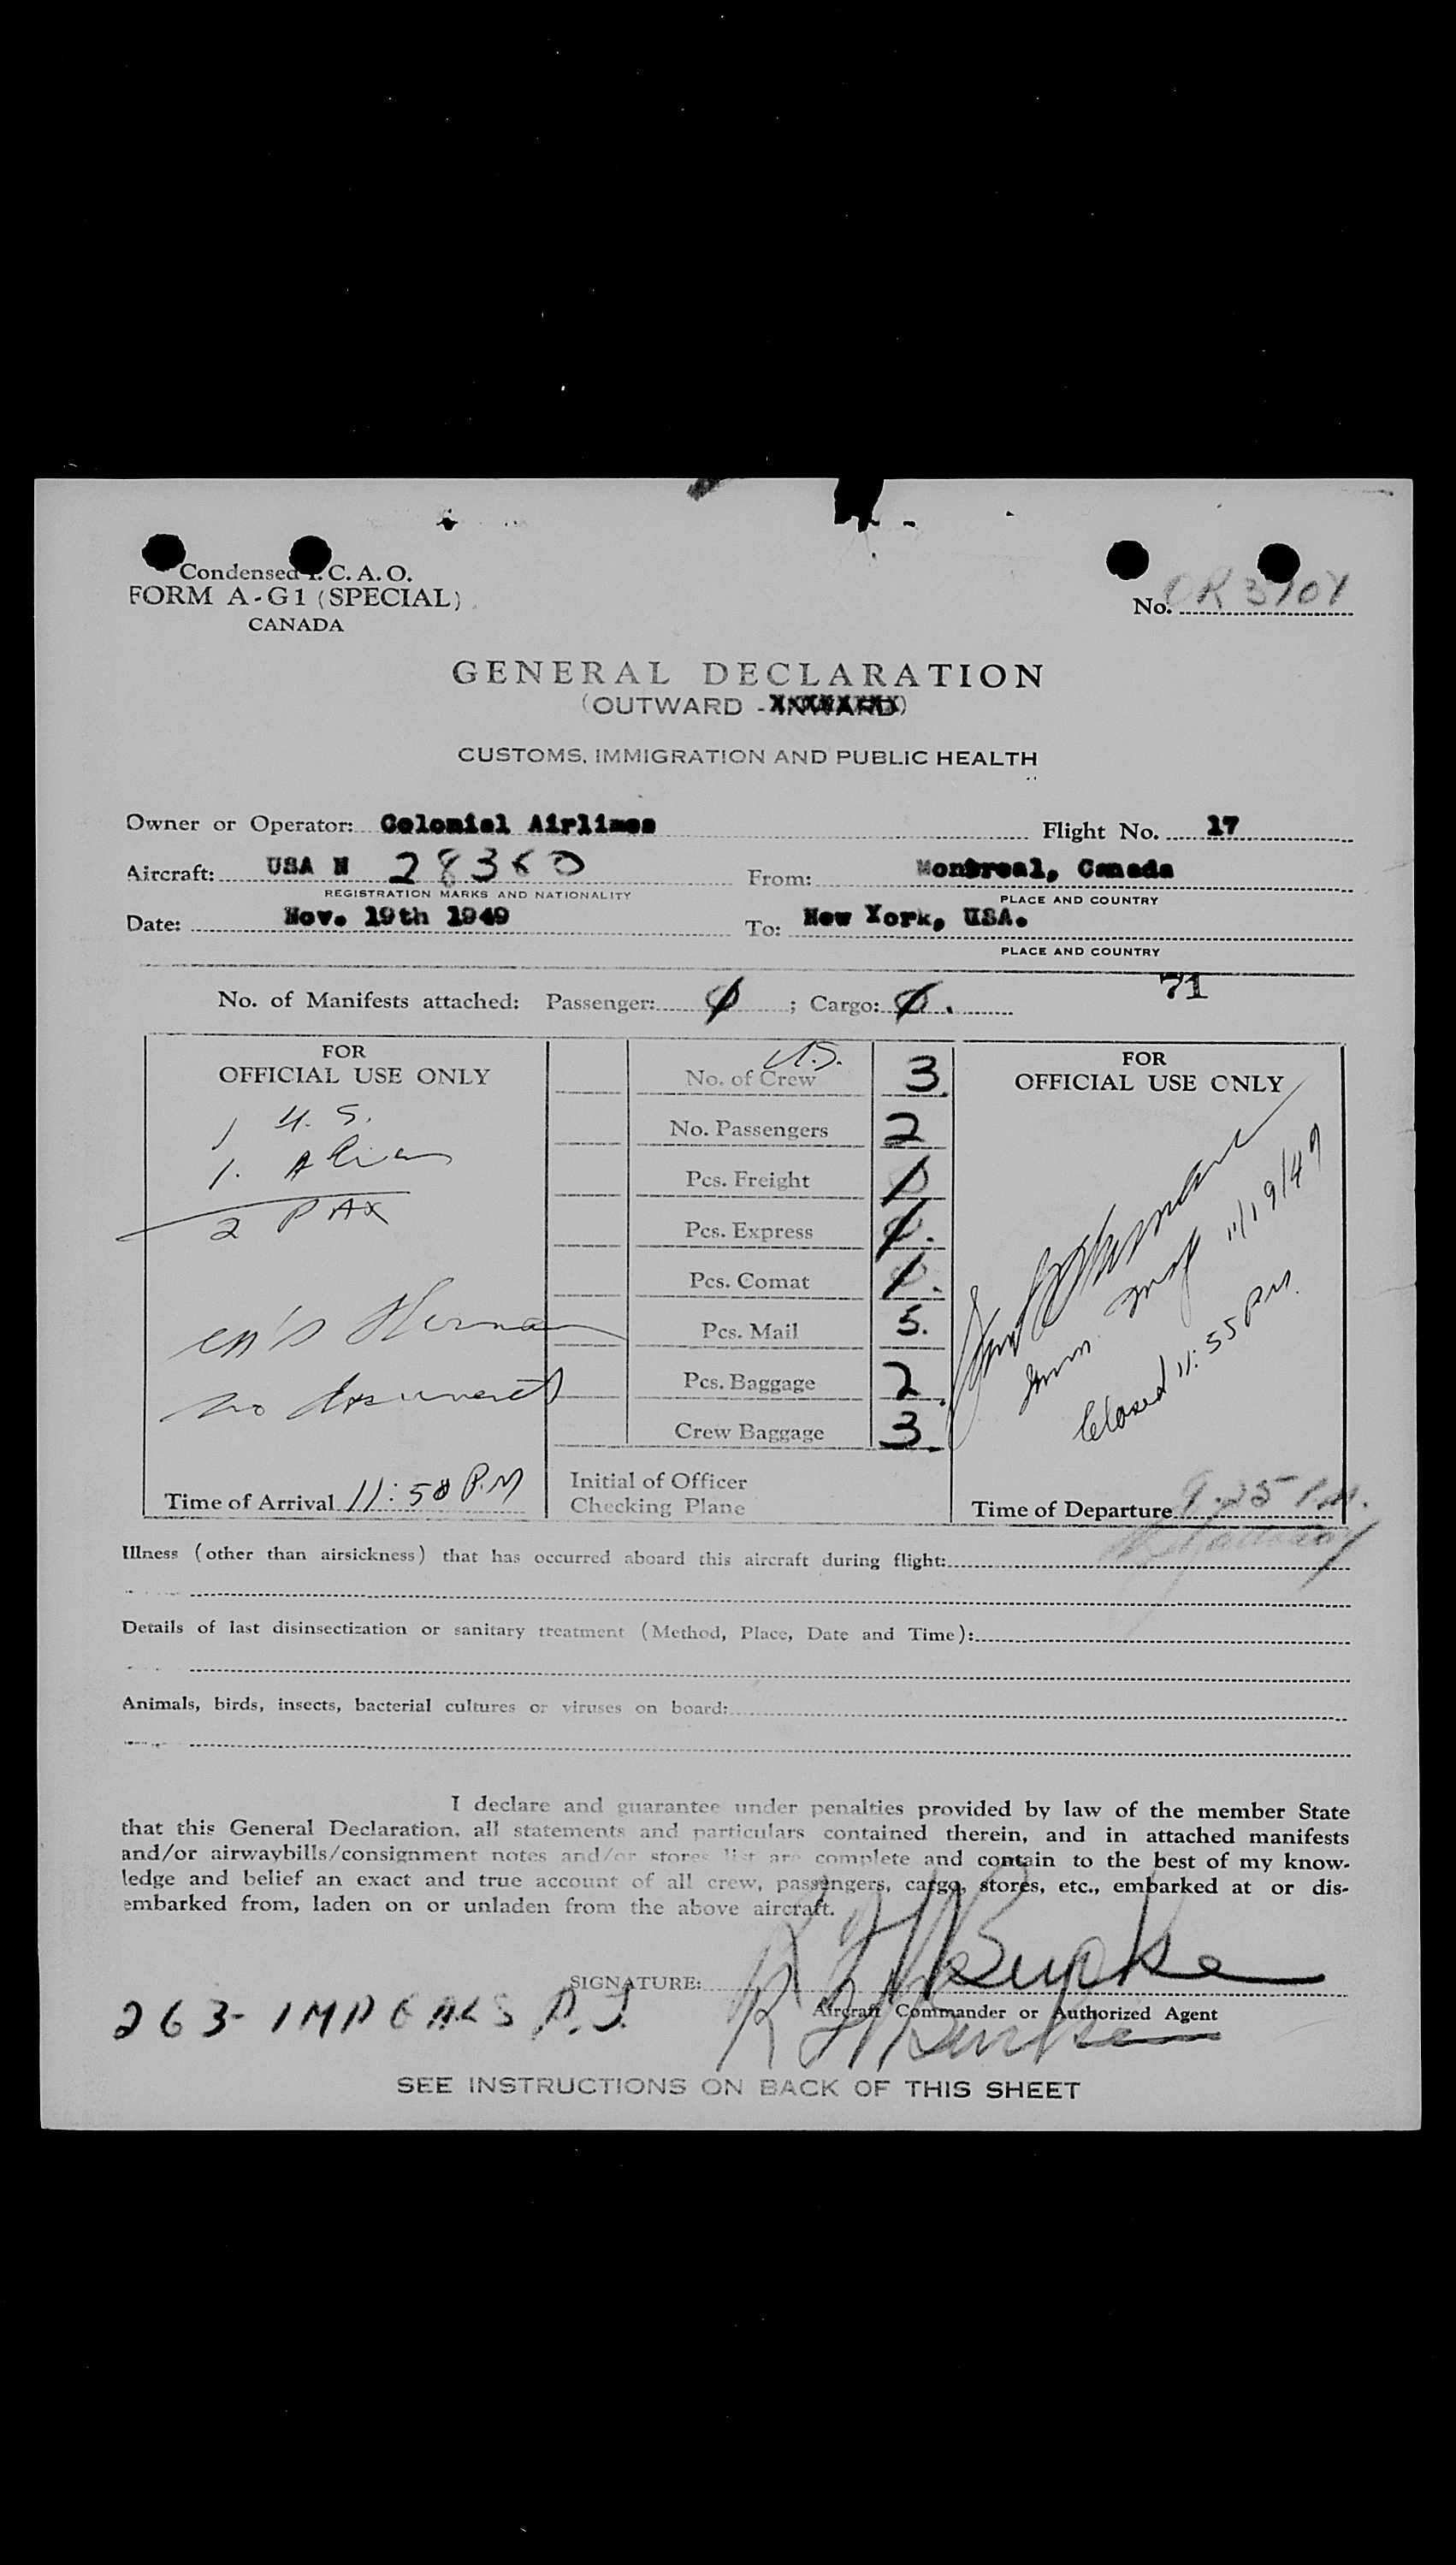 Condensed I. C. A. O.
FORM A-G1 (SPECIAL)
CANADA
No.
GENERAL DECLARATION
(OUTWARD - INWARD)
CUSTOMS, IMMIGRATION AND PUBLIC HEALTH
Owner or Operator: Colonial Airlines Flight No. 17
Aircraft: USA N 28360 From: Montreal, Canada
REGISTRATION MARKS AND NATIONALITY PLACE AND COUNTRY
Date: Nov. 19th 1949 To: New York, USA.
PLACE AND COUNTRY
71
No. of Manifests attached: Passenger: 0 ; Cargo: 0.
FOR
OFFICIAL USE ONLY
1 U. S.
1. Alien
2 PAX
no document
Time of Arrival 11:58 P.M
U.S.
No. of Crew 3
No. Passengers 2
Pcs. Freight 0
Pcs. Express 0.
Pcs. Comat 0.
Pcs. Mail 5.
Pcs. Baggage 2
Crew Baggage 3
Initial of Officer
Checking Plane
FOR
OFFICIAL USE ONLY
Imm. Insp 11/19/49
Closed 11:55 PM.
Time of Departure 9.25 P.M.
Illness (other than airsickness) that has occurred aboard this aircraft during flight:
Details of last disinsectization or sanitary treatment (Method, Place, Date and Time):
Animals, birds, insects, bacterial cultures or viruses on board:
I declare and guarantee under penalties provided by law of the member State
that this General Declaration, all statements and particulars contained therein, and in attached manifests
and/or airwaybills/consignment notes and/or stores list are complete and contain to the best of my know-
ledge and belief an exact and true account of all crew, passengers, cargo, stores, etc., embarked at or dis-
embarked from, laden on or unladen from the above aircraft.
SIGNATURE: R H Burke
Aircraft Commander or Authorized Agent
R H Burke
263-
SEE INSTRUCTIONS ON BACK OF THIS SHEET